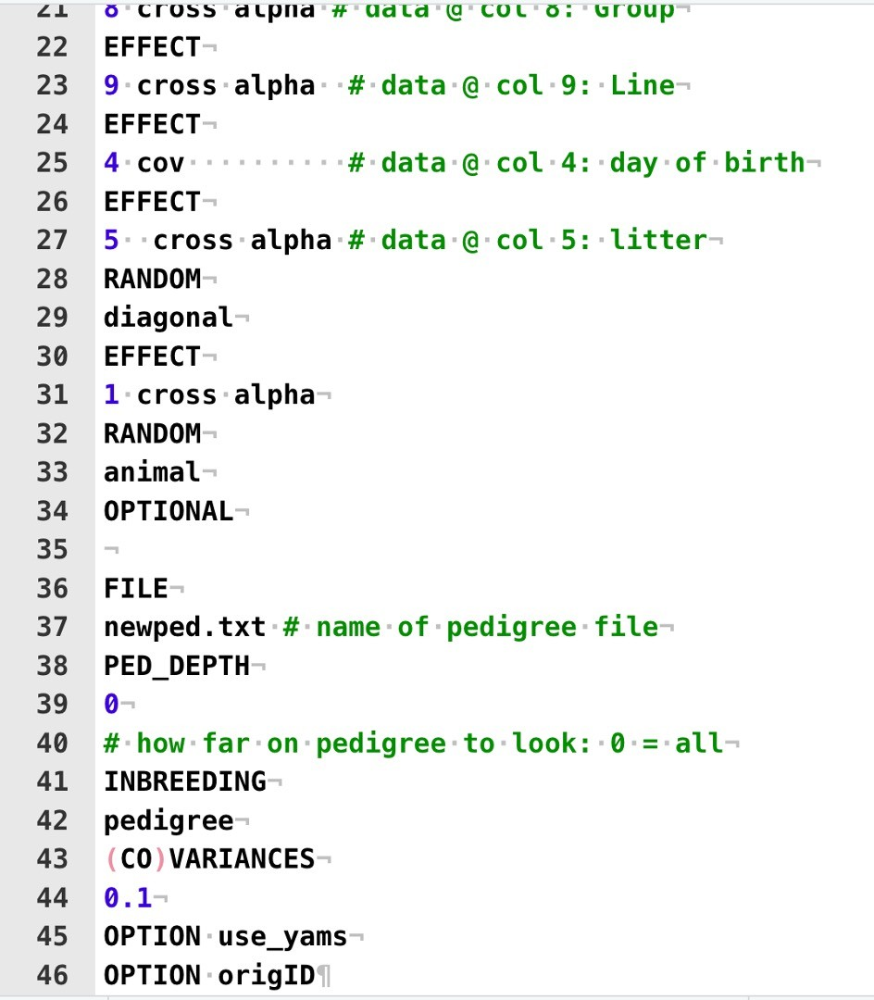 21 8 cross alpha # data @ col 8: Group¬
22 EFFECT¬
23 9 cross alpha  # data @ col 9: Line¬
24 EFFECT¬
25 4 cov          # data @ col 4: day of birth¬
26 EFFECT¬
27 5  cross alpha # data @ col 5: litter¬
28 RANDOM¬
29 diagonal¬
30 EFFECT¬
31 1 cross alpha¬
32 RANDOM¬
33 animal¬
34 OPTIONAL¬
35 ¬
36 FILE¬
37 newped.txt # name of pedigree file¬
38 PED_DEPTH¬
39 0¬
40 # how far on pedigree to look: 0 = all¬
41 INBREEDING¬
42 pedigree¬
43 (CO)VARIANCES¬
44 0.1¬
45 OPTION use_yams¬
46 OPTION origID¶